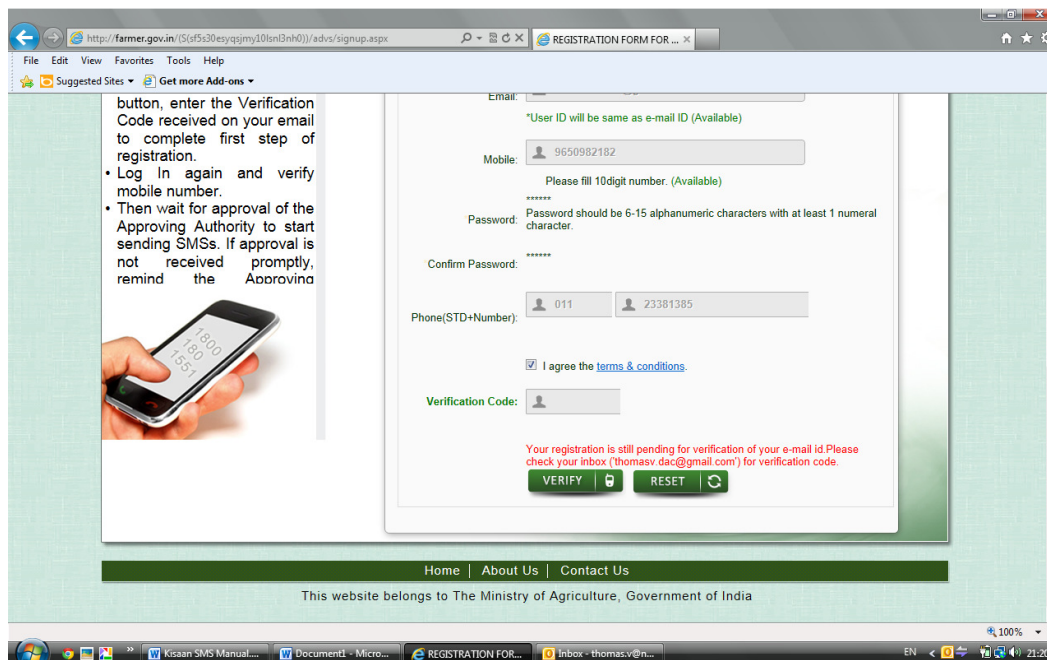 http://farmer.gov.in/(S(sf5s30esyqsjmy10lsnl3nh0))/advs/signup.aspx
REGISTRATION FORM FOR ...
File Edit View Favorites Tools Help
Suggested Sites Get more Add-ons
button, enter the Verification
Code received on your email
to complete first step of
registration.
• Log In again and verify
mobile number.
• Then wait for approval of the
Approving Authority to start
sending SMSs. If approval is
not received promptly,
remind the Approving
1800
180
1551
Email:
*User ID will be same as e-mail ID (Available)
Mobile: 9650982182
Please fill 10digit number. (Available)
******
Password: Password should be 6-15 alphanumeric characters with at least 1 numeral
character.
Confirm Password: ******
Phone(STD+Number): 011 23381385
I agree the terms & conditions.
Verification Code:
Your registration is still pending for verification of your e-mail id.Please
check your inbox ('thomasv.dac@gmail.com') for verification code.
VERIFY RESET
Home | About Us | Contact Us
This website belongs to The Ministry of Agriculture, Government of India
100%
Kisaan SMS Manual.... Document1 - Micro... REGISTRATION FOR... Inbox - thomas.v@n... EN 21:20